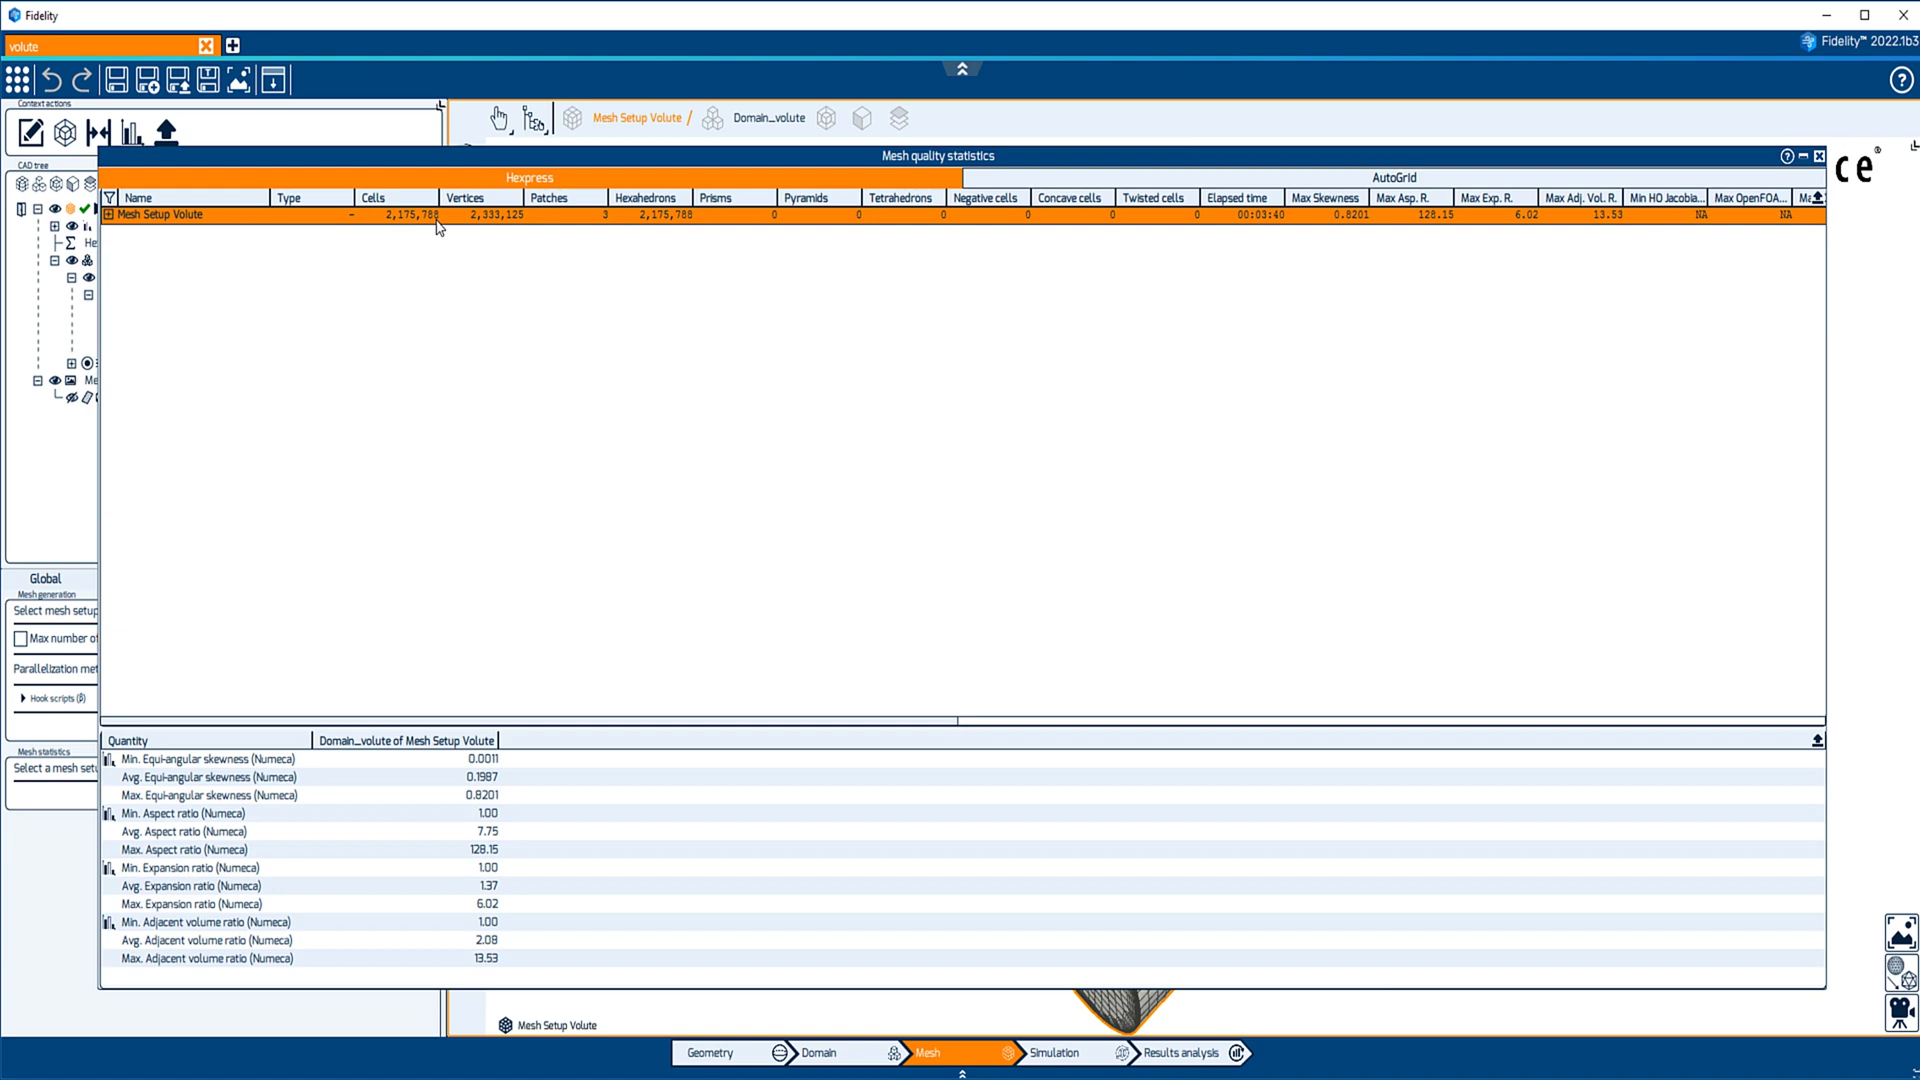 Fidelity
volute
Fidelity™ 2022.1b3
Context actions
Mesh Setup Volute / Domain_volute
CAD tree
Mesh quality statistics
ce®
Hexpress AutoGrid
Name Type Cells Vertices Patches Hexahedrons Prisms Pyramids Tetrahedrons Negative cells Concave cells Twisted cells Elapsed time Max Skewness Max Asp. R. Max Exp. R. Max Adj. Vol. R. Min HO Jacobia... Max OpenFOA... Ma
Mesh Setup Volute - 2,175,788 2,333,125 3 2,175,788 0 0 0 0 0 0 00:03:40 0.8201 128.15 6.02 13.53 NA NA
He
Me
Global
Mesh generation
Select mesh setup
Max number of
Parallelization met
Hook scripts (β)
Mesh statistics
Select a mesh setu
Quantity Domain_volute of Mesh Setup Volute
Min. Equi-angular skewness (Numeca) 0.0011
Avg. Equi-angular skewness (Numeca) 0.1987
Max. Equi-angular skewness (Numeca) 0.8201
Min. Aspect ratio (Numeca) 1.00
Avg. Aspect ratio (Numeca) 7.75
Max. Aspect ratio (Numeca) 128.15
Min. Expansion ratio (Numeca) 1.00
Avg. Expansion ratio (Numeca) 1.37
Max. Expansion ratio (Numeca) 6.02
Min. Adjacent volume ratio (Numeca) 1.00
Avg. Adjacent volume ratio (Numeca) 2.08
Max. Adjacent volume ratio (Numeca) 13.53
Mesh Setup Volute
Geometry Domain Mesh Simulation Results analysis